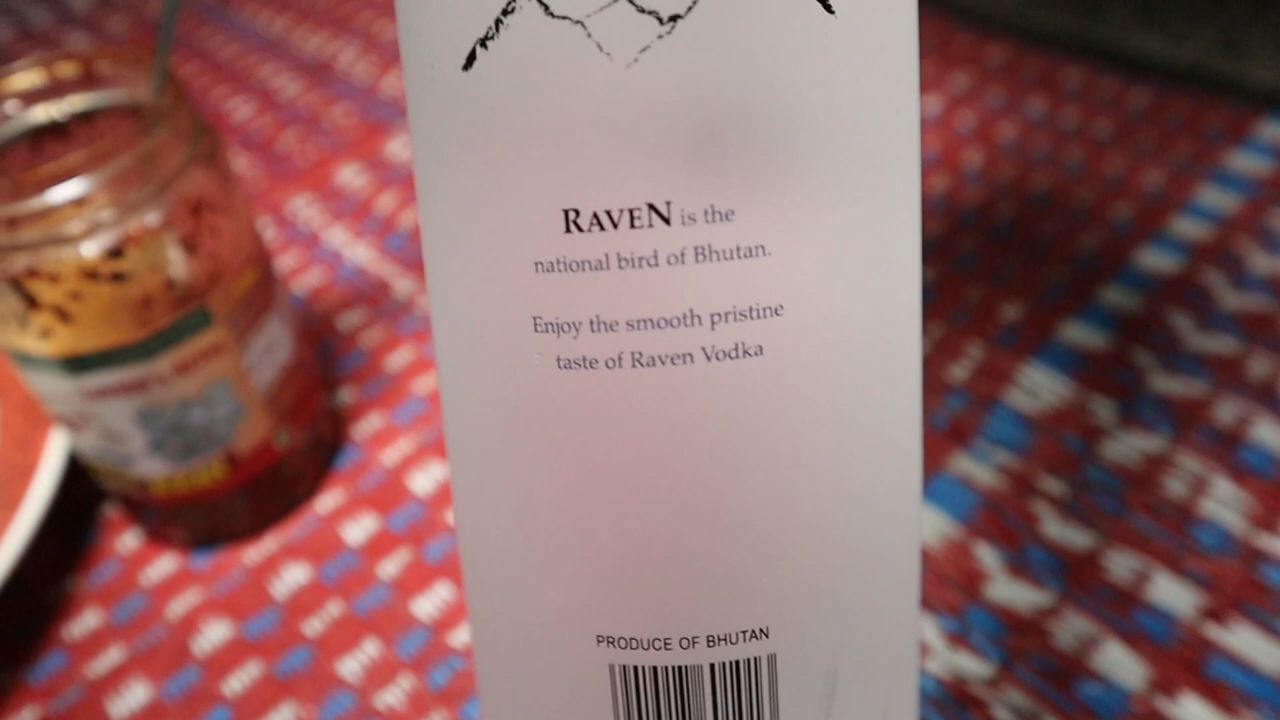 RAVEN is the
national bird of Bhutan.
Enjoy the smooth pristine
taste of Raven Vodka
PRODUCE OF BHUTAN